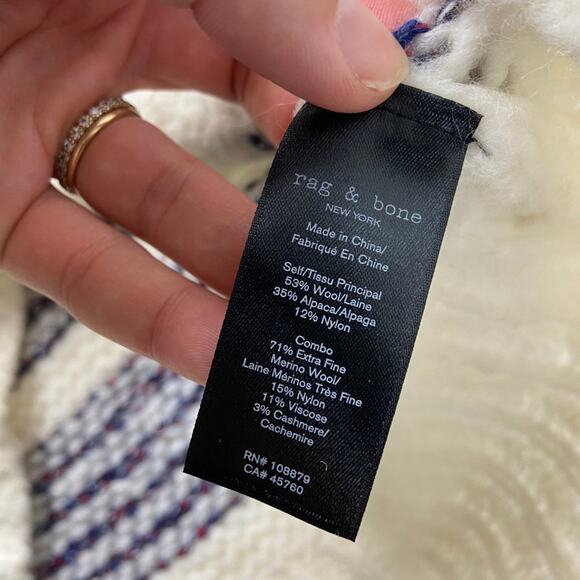 rag & bone
NEW YORK
Made in China/
Fabriqué En Chine
Self/Tissu Principal
53% Wool/Laine
35% Alpaca/Alpaga
12% Nylon
Combo
71% Extra Fine
Merino Wool/
Laine Mérinos Très Fine
15% Nylon
11% Viscose
3% Cashmere/
Cachemire
RN# 108879
CA# 45760